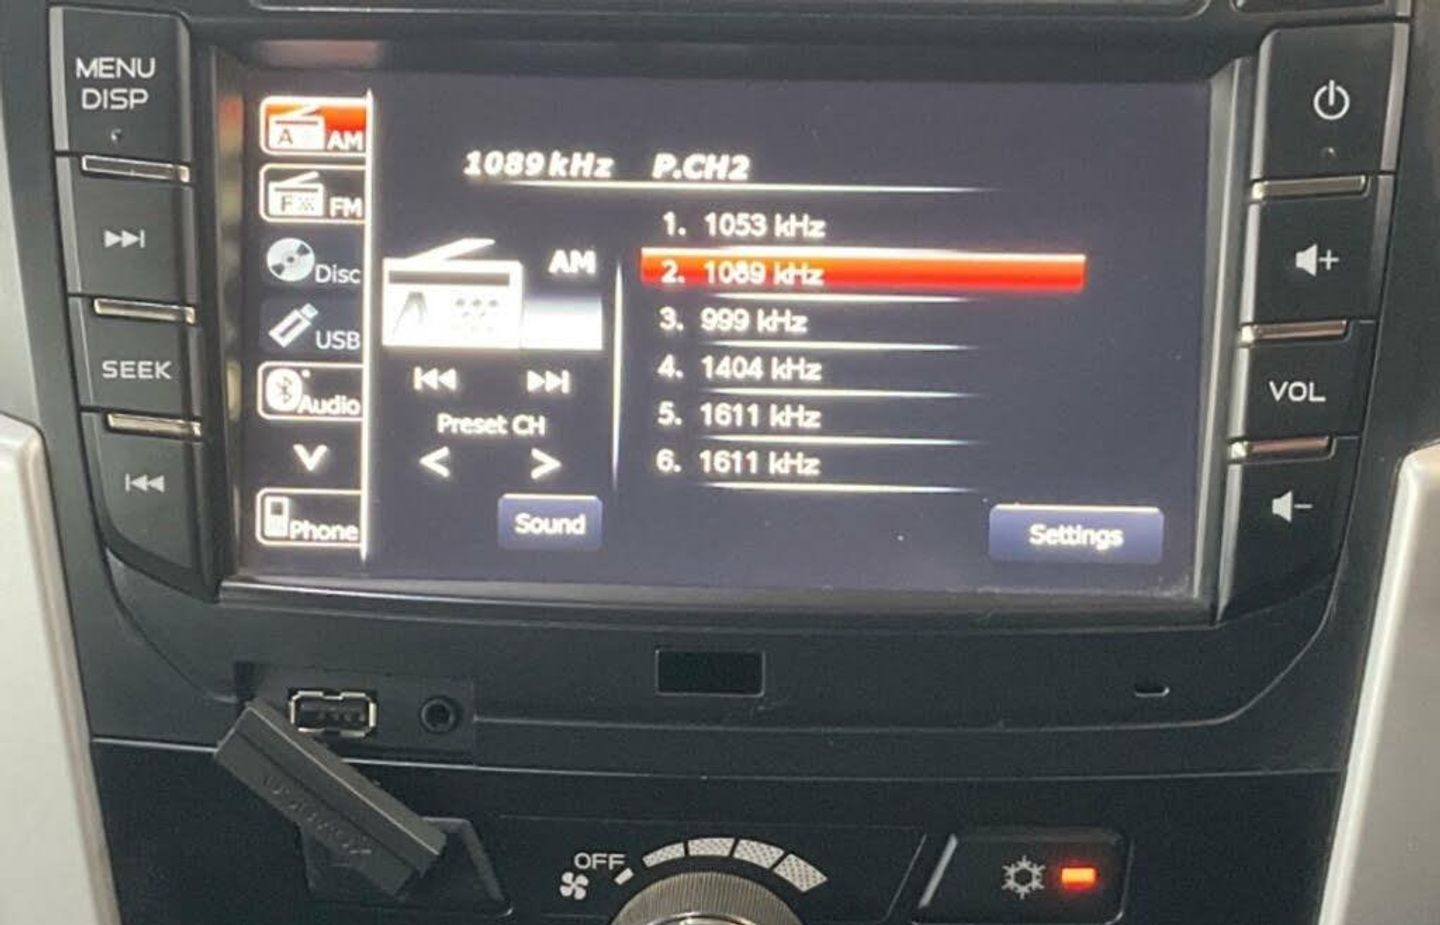 MENU
DISP
SEEK
AM
FM
Disc
USB
Audio
Phone
1089 kHz P.CH2
AM
Preset CH
<
>
Sound
1. 1053 kHz
2. 1089 kHz
3. 999 kHz
4. 1404 kHz
5. 1611 kHz
6. 1611 kHz
Settings
VOL
OFF